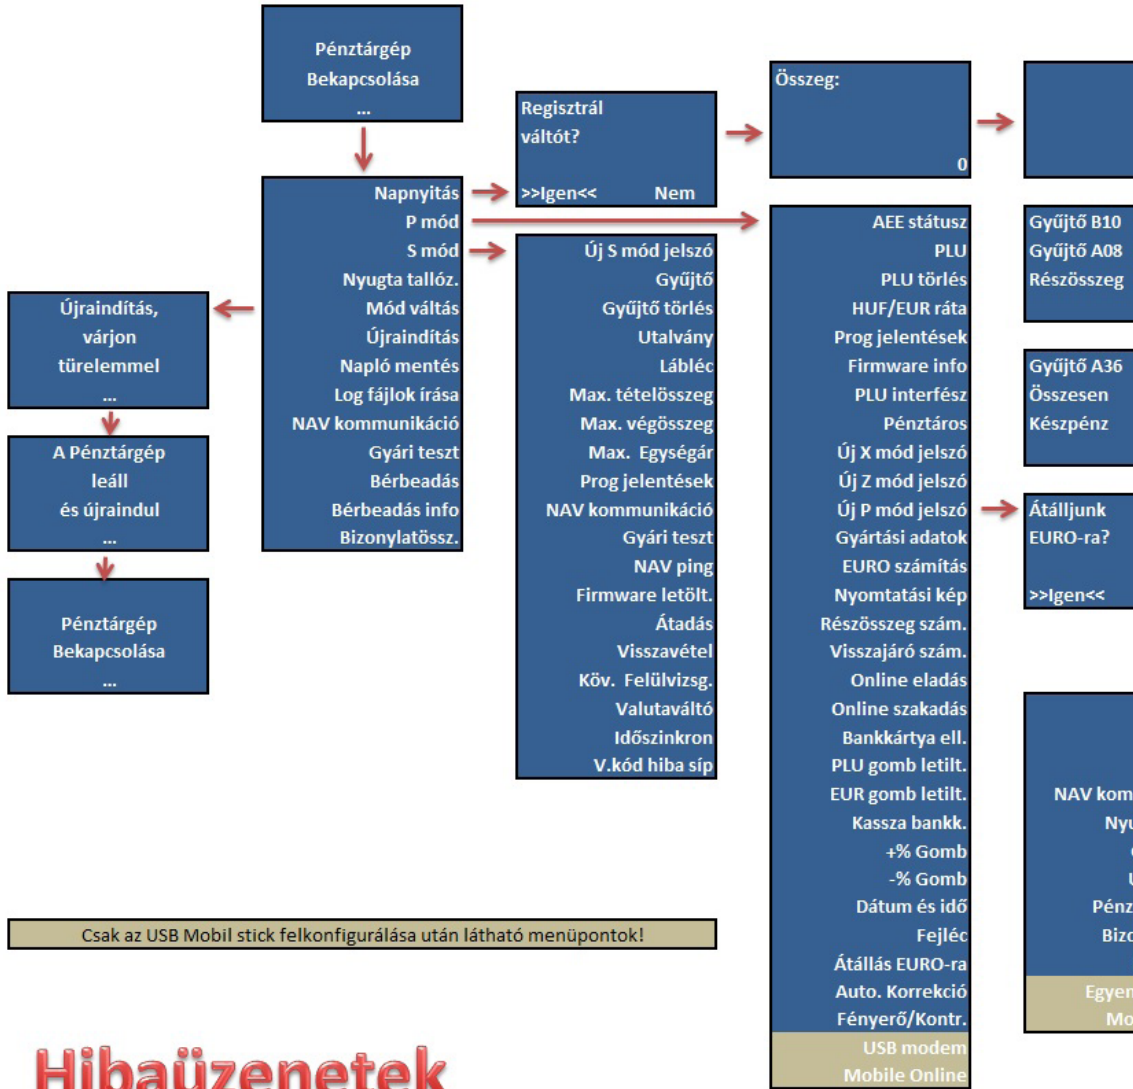 Pénztárgép
Bekapcsolása
...
Napnyitás
P mód
S mód
Nyugta tallóz.
Mód váltás
Újraindítás
Napló mentés
Log fájlok írása
NAV kommunikáció
Gyári teszt
Bérbeadás
Bérbeadás info
Bizonylatössz.
Újraindítás,
várjon
türelemmel
...
A Pénztárgép
leáll
és újraindul
...
Pénztárgép
Bekapcsolása
...
Regisztrál
váltót?
>>Igen<< Nem
Új S mód jelszó
Gyűjtő
Gyűjtő törlés
Utalvány
Lábléc
Max. tételösszeg
Max. végösszeg
Max. Egységár
Prog jelentések
NAV kommunikáció
Gyári teszt
NAV ping
Firmware letölt.
Átadás
Visszavétel
Köv. Felülvizsg.
Valutaváltó
Időszinkron
V.kód hiba síp
Összeg:
0
AEE státusz
PLU
PLU törlés
HUF/EUR ráta
Prog jelentések
Firmware info
PLU interfész
Pénztáros
Új X mód jelszó
Új Z mód jelszó
Új P mód jelszó
Gyártási adatok
EURO számítás
Nyomtatási kép
Részösszeg szám.
Visszajáró szám.
Online eladás
Online szakadás
Bankkártya ell.
PLU gomb letilt.
EUR gomb letilt.
Kassza bankk.
+% Gomb
-% Gomb
Dátum és idő
Fejléc
Átállás EURO-ra
Auto. Korrekció
Fényerő/Kontr.
USB modem
Mobile Online
Gyűjtő B10
Gyűjtő A08
Részösszeg
Gyűjtő A36
Összesen
Készpénz
Átálljunk
EURO-ra?
>>Igen<<
NAV kom
Pénz
Egyen
Csak az USB Mobil stick felkonfigurálása után látható menüpontok!
Hibaüzenetek